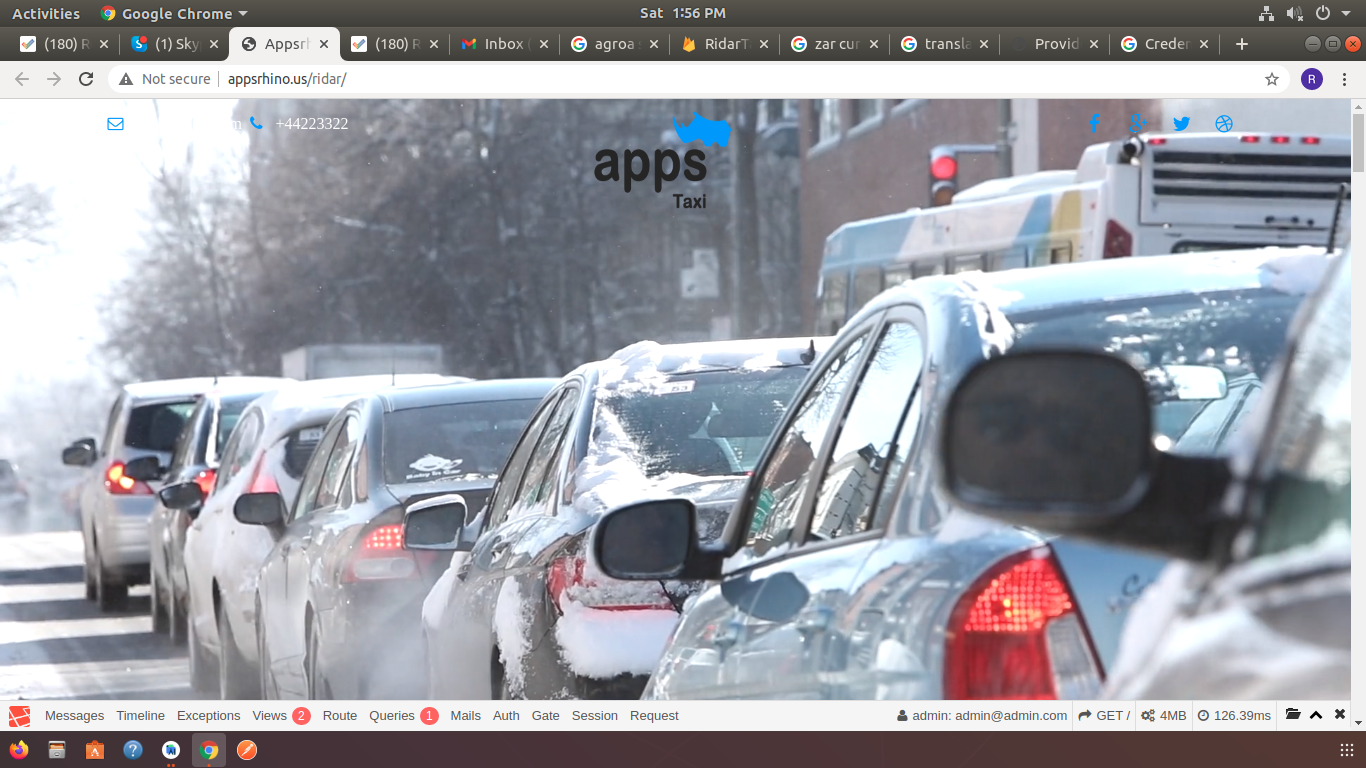 Activities
Google Chrome
Sat 1:56 PM
(180) R
(1) Sky
Appsrh
(180) R
Inbox (
agroa s
RidarT
zar cur
transla
Provid
Creden
Not secure
appsrhino.us/ridar/
R
+44223322
apps
Taxi
Messages
Timeline
Exceptions
Views 2
Route
Queries 1
Mails
Auth
Gate
Session
Request
admin: admin@admin.com
GET /
4MB
126.39ms